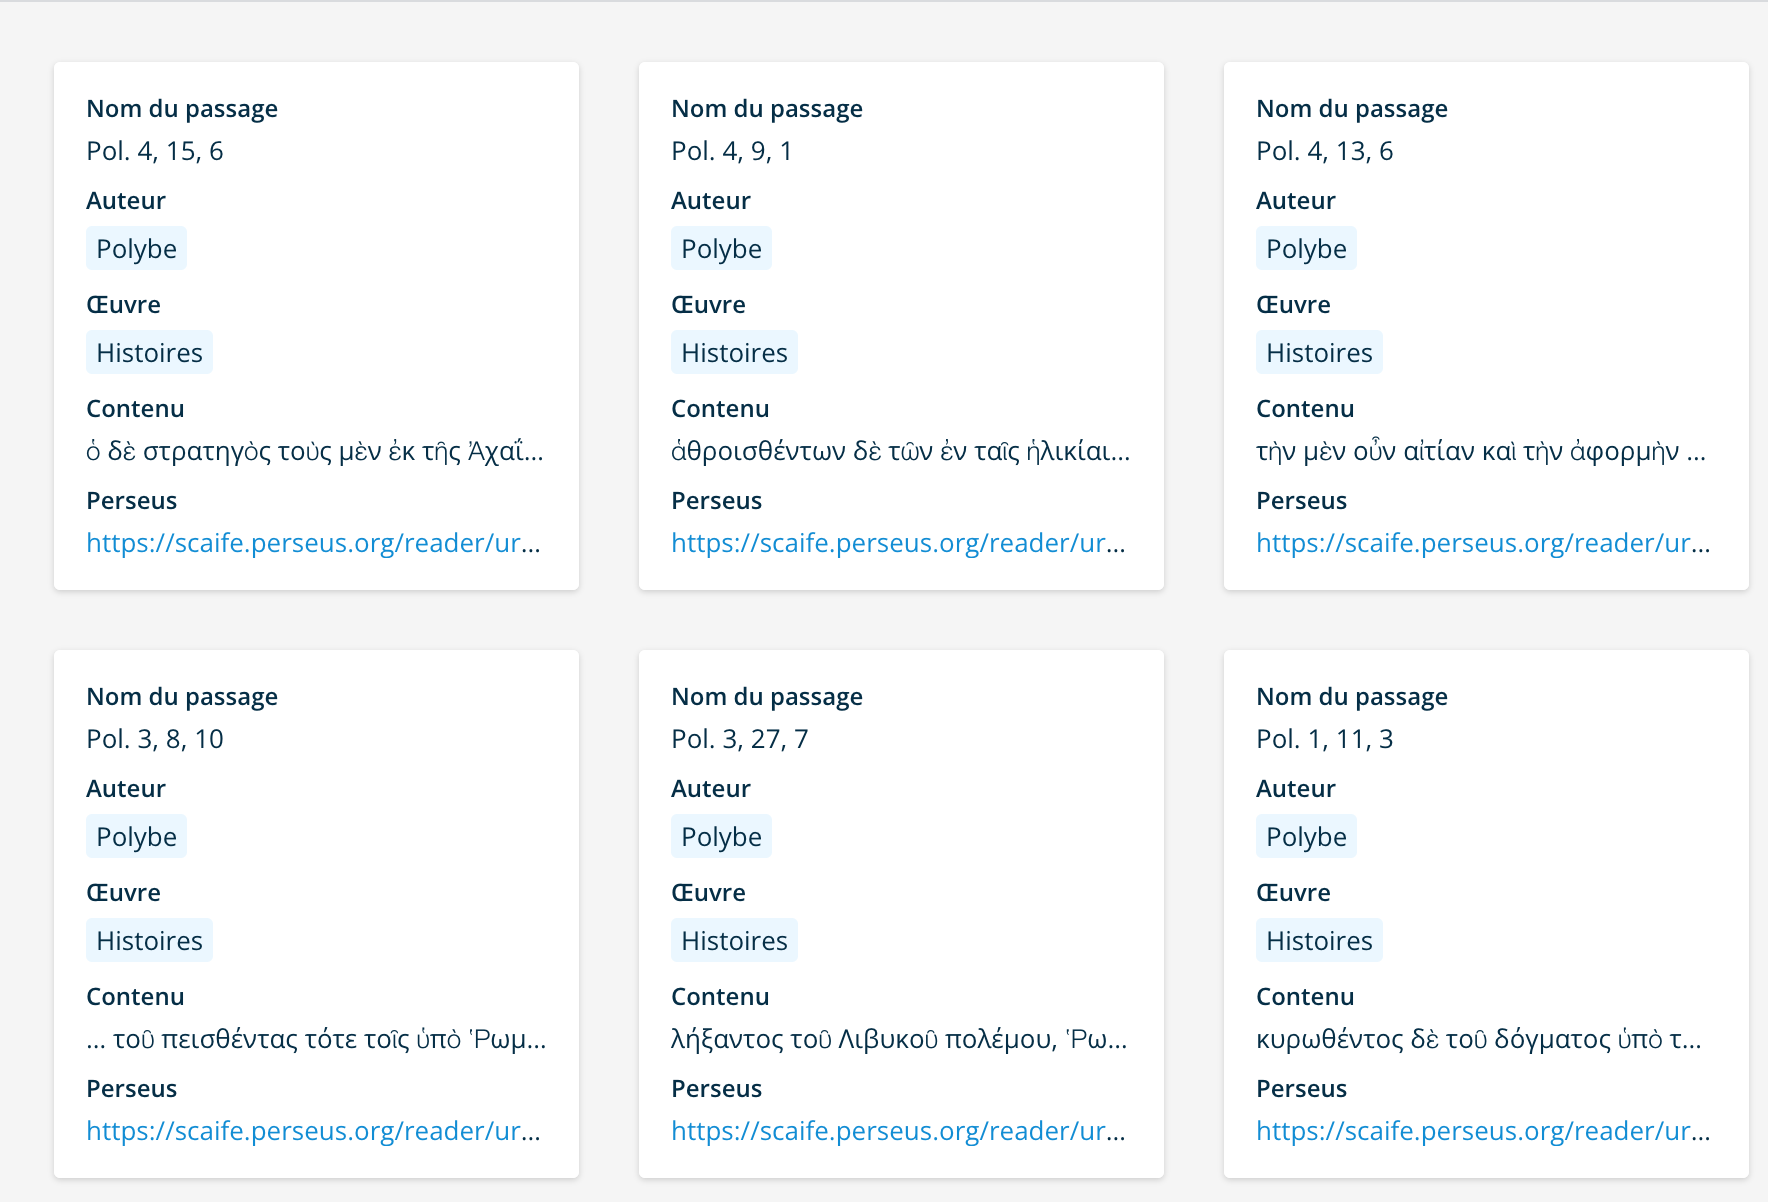 Nom du passage
Pol. 4, 15, 6
Auteur
Polybe
Œuvre
Histoires
Contenu
ὁ δὲ στρατηγὸς τοὺς μὲν ἐκ τῆς Ἀχαΐ...
Perseus
https://scaife.perseus.org/reader/ur...
Nom du passage
Pol. 4, 9, 1
Auteur
Polybe
Œuvre
Histoires
Contenu
ἁθροισθέντων δὲ τῶν ἐν ταῖς ἡλικίαι...
Perseus
https://scaife.perseus.org/reader/ur...
Nom du passage
Pol. 4, 13, 6
Auteur
Polybe
Œuvre
Histoires
Contenu
τὴν μὲν οὖν αἰτίαν καὶ τὴν ἀφορμὴν ...
Perseus
https://scaife.perseus.org/reader/ur...
Nom du passage
Pol. 3, 8, 10
Auteur
Polybe
Œuvre
Histoires
Contenu
... τοῦ πεισθέντας τότε τοῖς ὑπὸ Ῥωμ...
Perseus
https://scaife.perseus.org/reader/ur...
Nom du passage
Pol. 3, 27, 7
Auteur
Polybe
Œuvre
Histoires
Contenu
λήξαντος τοῦ Λιβυκοῦ πολέμου, Ῥω...
Perseus
https://scaife.perseus.org/reader/ur...
Nom du passage
Pol. 1, 11, 3
Auteur
Polybe
Œuvre
Histoires
Contenu
κυρωθέντος δὲ τοῦ δόγματος ὑπὸ τ...
Perseus
https://scaife.perseus.org/reader/ur...